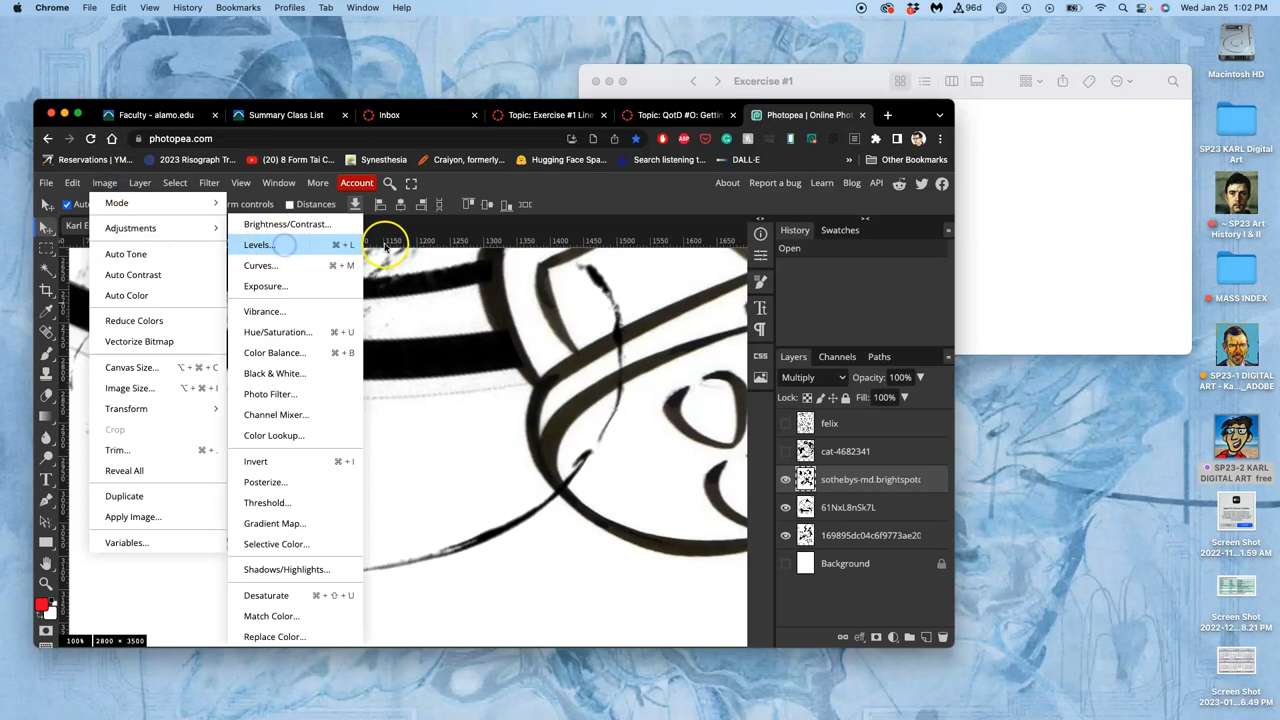 Chrome File Edit View History Bookmarks Profiles Tab Window Help
96d
Wed Jan 25 1:02 PM
Excercise #1
Macintosh HD
Faculty - alamo.edu
Summary Class List
Inbox
Topic: Exercise #1 Line
Topic: QotD #O: Gettin
Photopea | Online Phot
photopea.com
Reservations | YM...
2023 Risograph Tr...
(20) 8 Form Tai C...
Synesthesia
Craiyon, formerly...
Hugging Face Spa...
Search listening t...
DALL-E
»
Other Bookmarks
File Edit Image Layer Select Filter View Window More Account
About Report a bug Learn Blog API
Distances
Karl E
Mode
Adjustments
Auto Tone
Auto Contrast
Auto Color
Reduce Colors
Vectorize Bitmap
Canvas Size... ⌥ + ⌘ + C
Image Size... ⌥ + ⌘ + I
Transform
Crop
Trim... ⌘ + .
Reveal All
Duplicate
Apply Image...
Variables...
Brightness/Contrast...
Levels... ⌘ + L
Curves... ⌘ + M
Exposure...
Vibrance...
Hue/Saturation... ⌘ + U
Color Balance... ⌘ + B
Black & White...
Photo Filter...
Channel Mixer...
Color Lookup...
Invert ⌘ + I
Posterize...
Threshold...
Gradient Map...
Selective Color...
Shadows/Highlights...
Desaturate ⌘ + ⇧ + U
Match Color...
Replace Color...
1150 1200 1250 1300 1350 1400 1450 1500 1550 1600 1650
History Swatches
Open
CSS
Layers Channels Paths
Multiply Opacity: 100%
Lock: Fill: 100%
felix
cat-4682341
sothebys-md.brightspotc
61NxL8nSk7L
169895dc04c6f9773ae20
Background
eff
100% 2800 × 3500
SP23 KARL Digital Art
~ SP23 Art History I & II
MASS INDEX
SP23-1 DIGITAL ART - Ka..._ADOBE
SP23-2 KARL DIGITAL ART free
Screen Shot 2022-11...1.59 AM
Screen Shot 2022-12...8.21 PM
Screen Shot 2023-01...6.49 PM